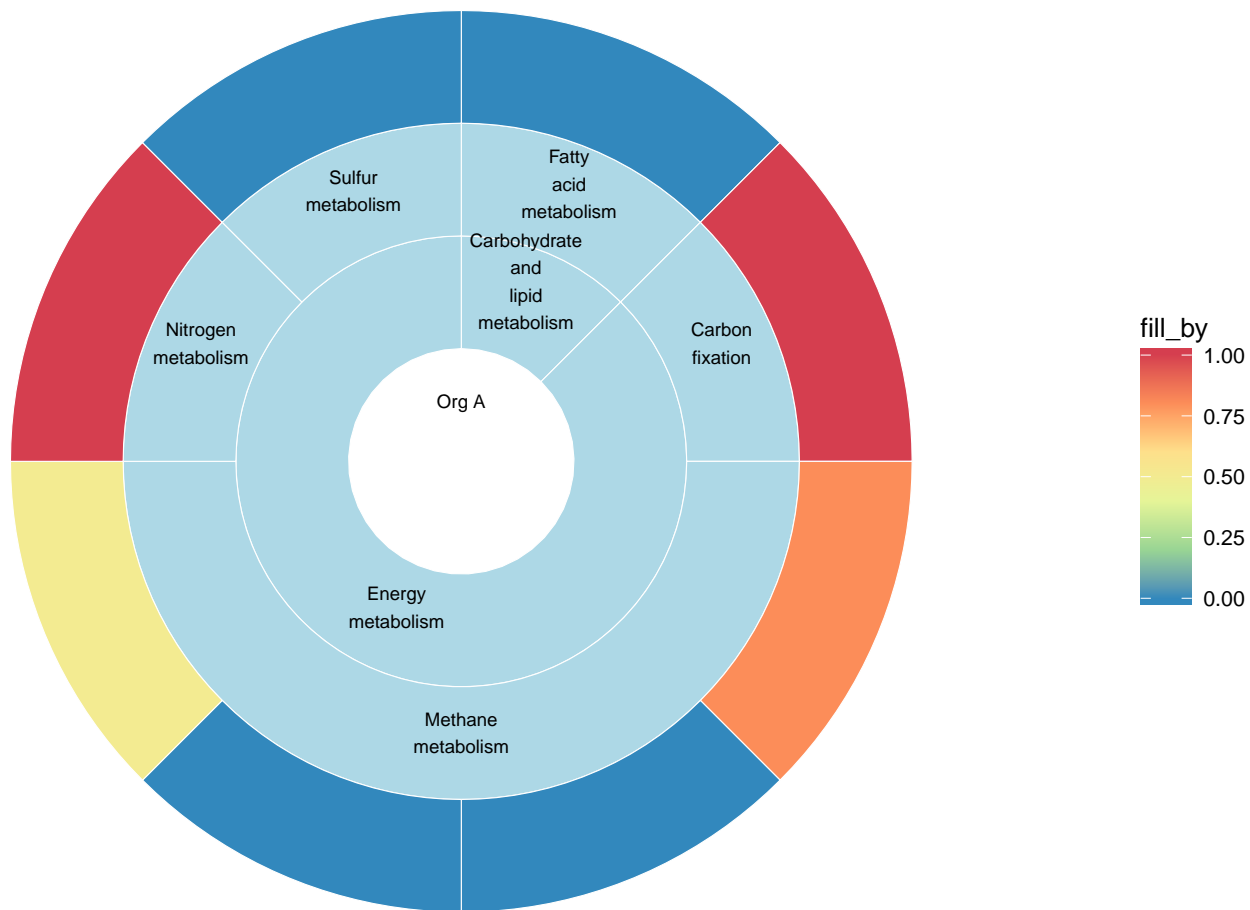 Sulfur
metabolism
Fatty
acid
metabolism
Carbohydrate
and
lipid
metabolism
Nitrogen
metabolism
Carbon
fixation
Org A
Energy
metabolism
Methane
metabolism
fill_by
1.00
0.75
0.50
0.25
0.00